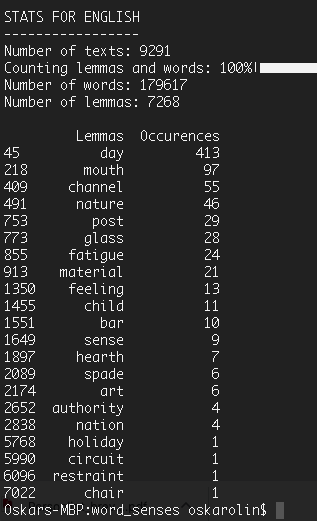 STATS FOR ENGLISH
-----------------
Number of texts: 9291
Counting lemmas and words: 100%|
Number of words: 179617
Number of lemmas: 7268
Lemmas Occurences
45 day 413
218 mouth 97
409 channel 55
491 nature 46
753 post 29
773 glass 28
855 fatigue 24
913 material 21
1350 feeling 13
1455 child 11
1551 bar 10
1649 sense 9
1897 hearth 7
2089 spade 6
2174 art 6
2652 authority 4
2838 nation 4
5768 holiday 1
5990 circuit 1
6096 restraint 1
7022 chair 1
Oskars-MBP:word_senses oskarolin$